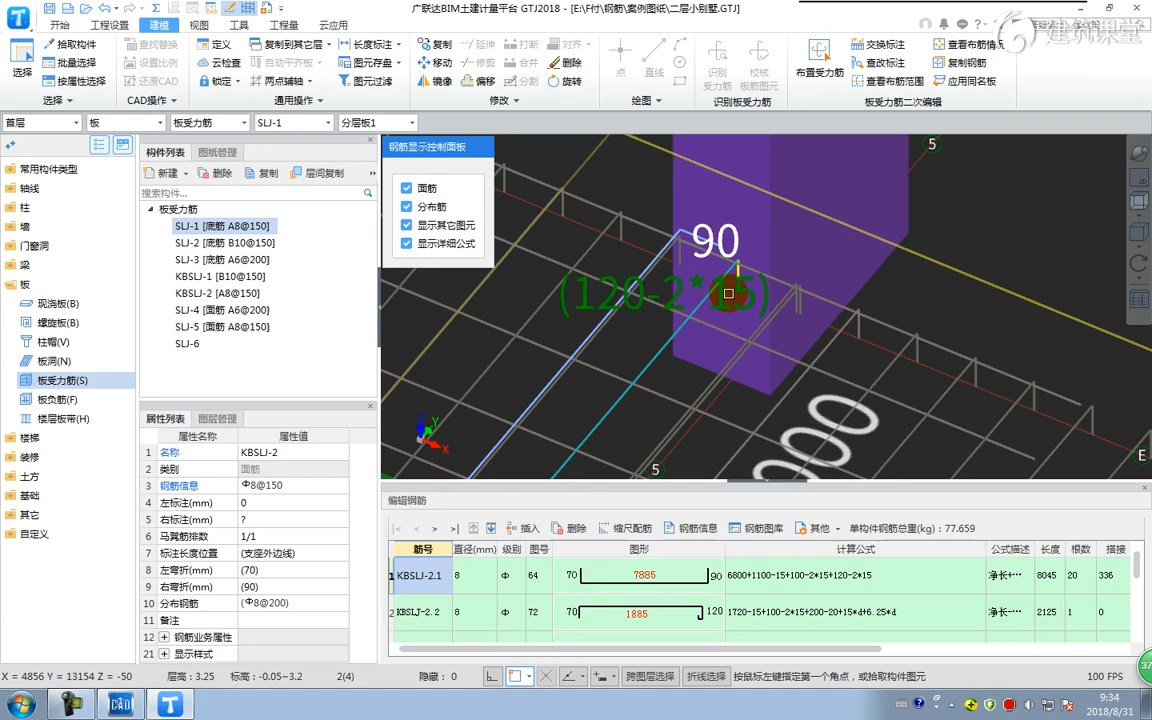 广联达BIM土建计量平台 GTJ2018 - [E:\F付\钢筋\案例图纸\二层小别墅.GTJ]
开始 工程设置 建模 视图 工具 工程量 云应用
建筑课堂
选择 拾取构件 批量选择 按属性选择 选择
查找替换 设置比例 还原CAD CAD操作
定义 云检查 锁定 复制到其它层 自动平齐板 两点辅轴 长度标注 图元存盘 图元过滤 通用操作
复制 移动 镜像 延伸 修剪 偏移 打断 合并 分割 对齐 删除 旋转 修改
点 直线 绘图
识别受力筋 校核板筋图元 识别板受力筋
布置受力筋 交换标注 查改标注 查看布筋范围 查看布筋情况 复制钢筋 应用同名板 板受力筋二次编辑
首层 板 板受力筋 SLJ-1 分层板1
常用构件类型
轴线
柱
墙
门窗洞
梁
板
现浇板(B)
螺旋板(B)
柱帽(V)
板洞(N)
板受力筋(S)
板负筋(F)
楼层板带(H)
楼梯
装修
土方
基础
其它
自定义
构件列表 图纸管理
新建 删除 复制 层间复制 »
搜索构件...
板受力筋
SLJ-1 [底筋 A8@150]
SLJ-2 [底筋 B10@150]
SLJ-3 [底筋 A6@200]
KBSLJ-1 [B10@150]
KBSLJ-2 [A8@150]
SLJ-4 [面筋 A6@200]
SLJ-5 [面筋 A8@150]
SLJ-6
属性列表 图层管理
属性名称 属性值
1 名称 KBSLJ-2
2 类别 面筋
3 钢筋信息 Φ8@150
4 左标注(mm) 0
5 右标注(mm) ?
6 马凳筋排数 1/1
7 标注长度位置 (支座外边线)
8 左弯折(mm) (70)
9 右弯折(mm) (90)
10 分布钢筋 (Φ8@200)
11 备注
12 + 钢筋业务属性
21 + 显示样式
钢筋显示控制面板
面筋
分布筋
显示其它图元
显示详细公式
90
(120-2*15)
5
5
E
000
Z Y X
2D
编辑钢筋
插入 删除 缩尺配筋 钢筋信息 钢筋图库 其他 单构件钢筋总重(kg)：77.659
筋号 直径(mm) 级别 图号 图形 计算公式 公式描述 长度 根数 搭接
1 KBSLJ-2.1 8 Φ 64 70 7885 90 6800+1100-15+100-2*15+120-2*15 净长+… 8045 20 336
2 KBSLJ-2.2 8 Φ 72 70 1885 120 1720-15+100-2*15+200-20+15*d+6.25*d 净长-… 2125 1 0
X = 4856 Y = 13154 Z = -50 层高：3.25 标高：-0.05~3.2 2(4) 隐藏：0 跨图层选择 折线选择 按鼠标左键指定第一个角点，或拾取构件图元 100 FPS
37
CAD
9:34
2018/8/31